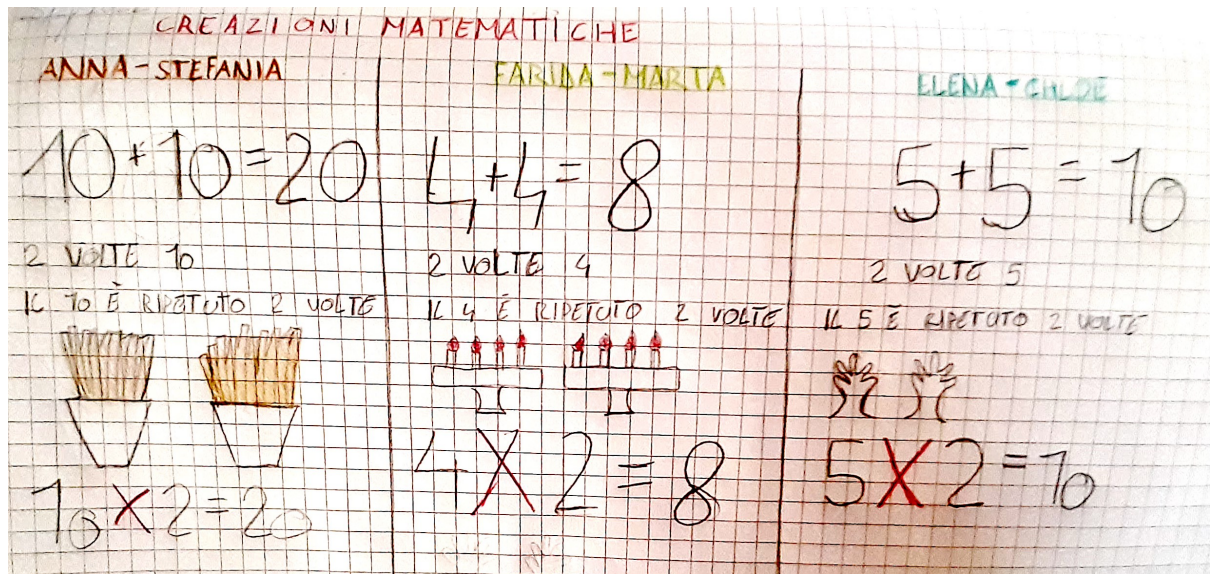 CREAZIONI MATEMATICHE
ANNA-STEFANIA
10+10=20
2 VOLTE 10
IL 10 È RIPETUTO 2 VOLTE
10X2=20
FARIDA-MARTA
4+4=8
2 VOLTE 4
IL 4 È RIPETUTO 2 VOLTE
4X2=8
ELENA-CHLOE
5+5=10
2 VOLTE 5
IL 5 È RIPETUTO 2 VOLTE
5X2=10